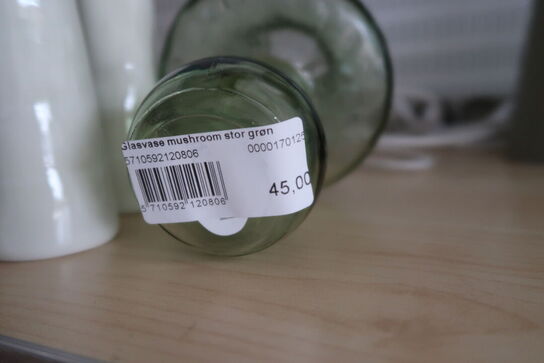 Glasvase mushroom stor grøn
5710592120806 0000170125
45,00
5 710592 120806